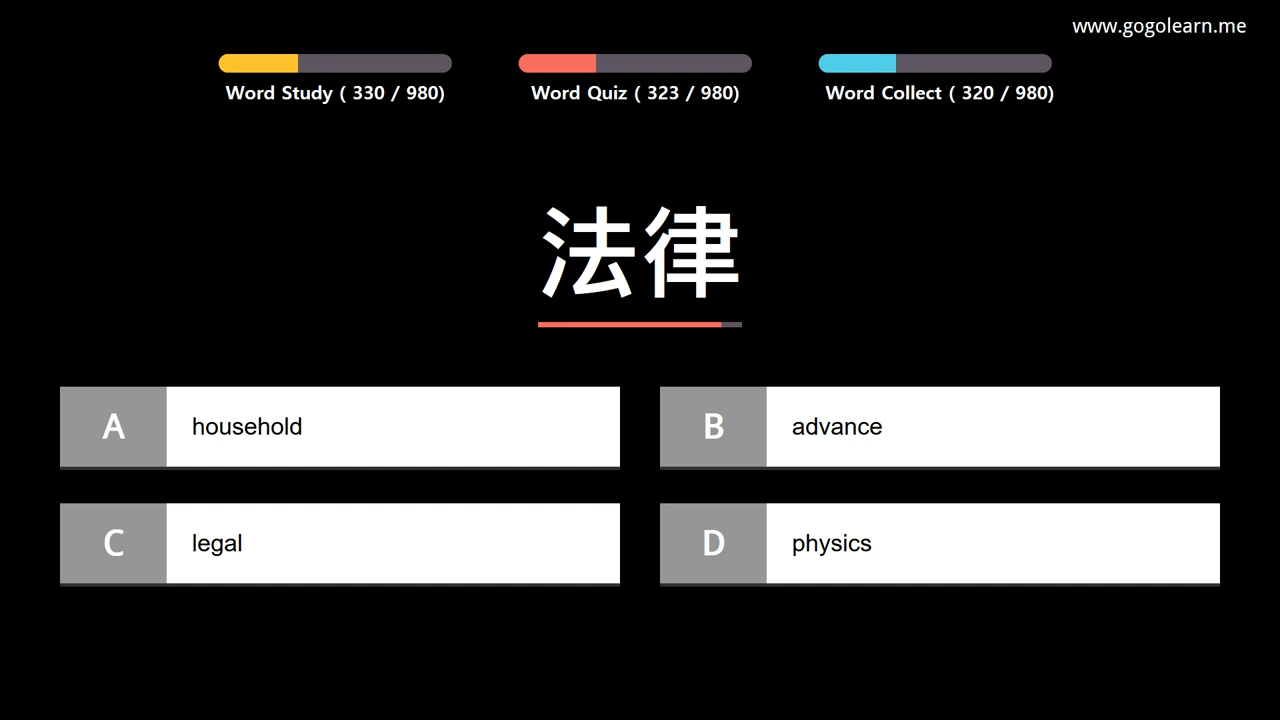 www.gogolearn.me
Word Study ( 330 / 980)
Word Quiz ( 323 / 980)
Word Collect ( 320 / 980)
法律
A household
B advance
C legal
D physics